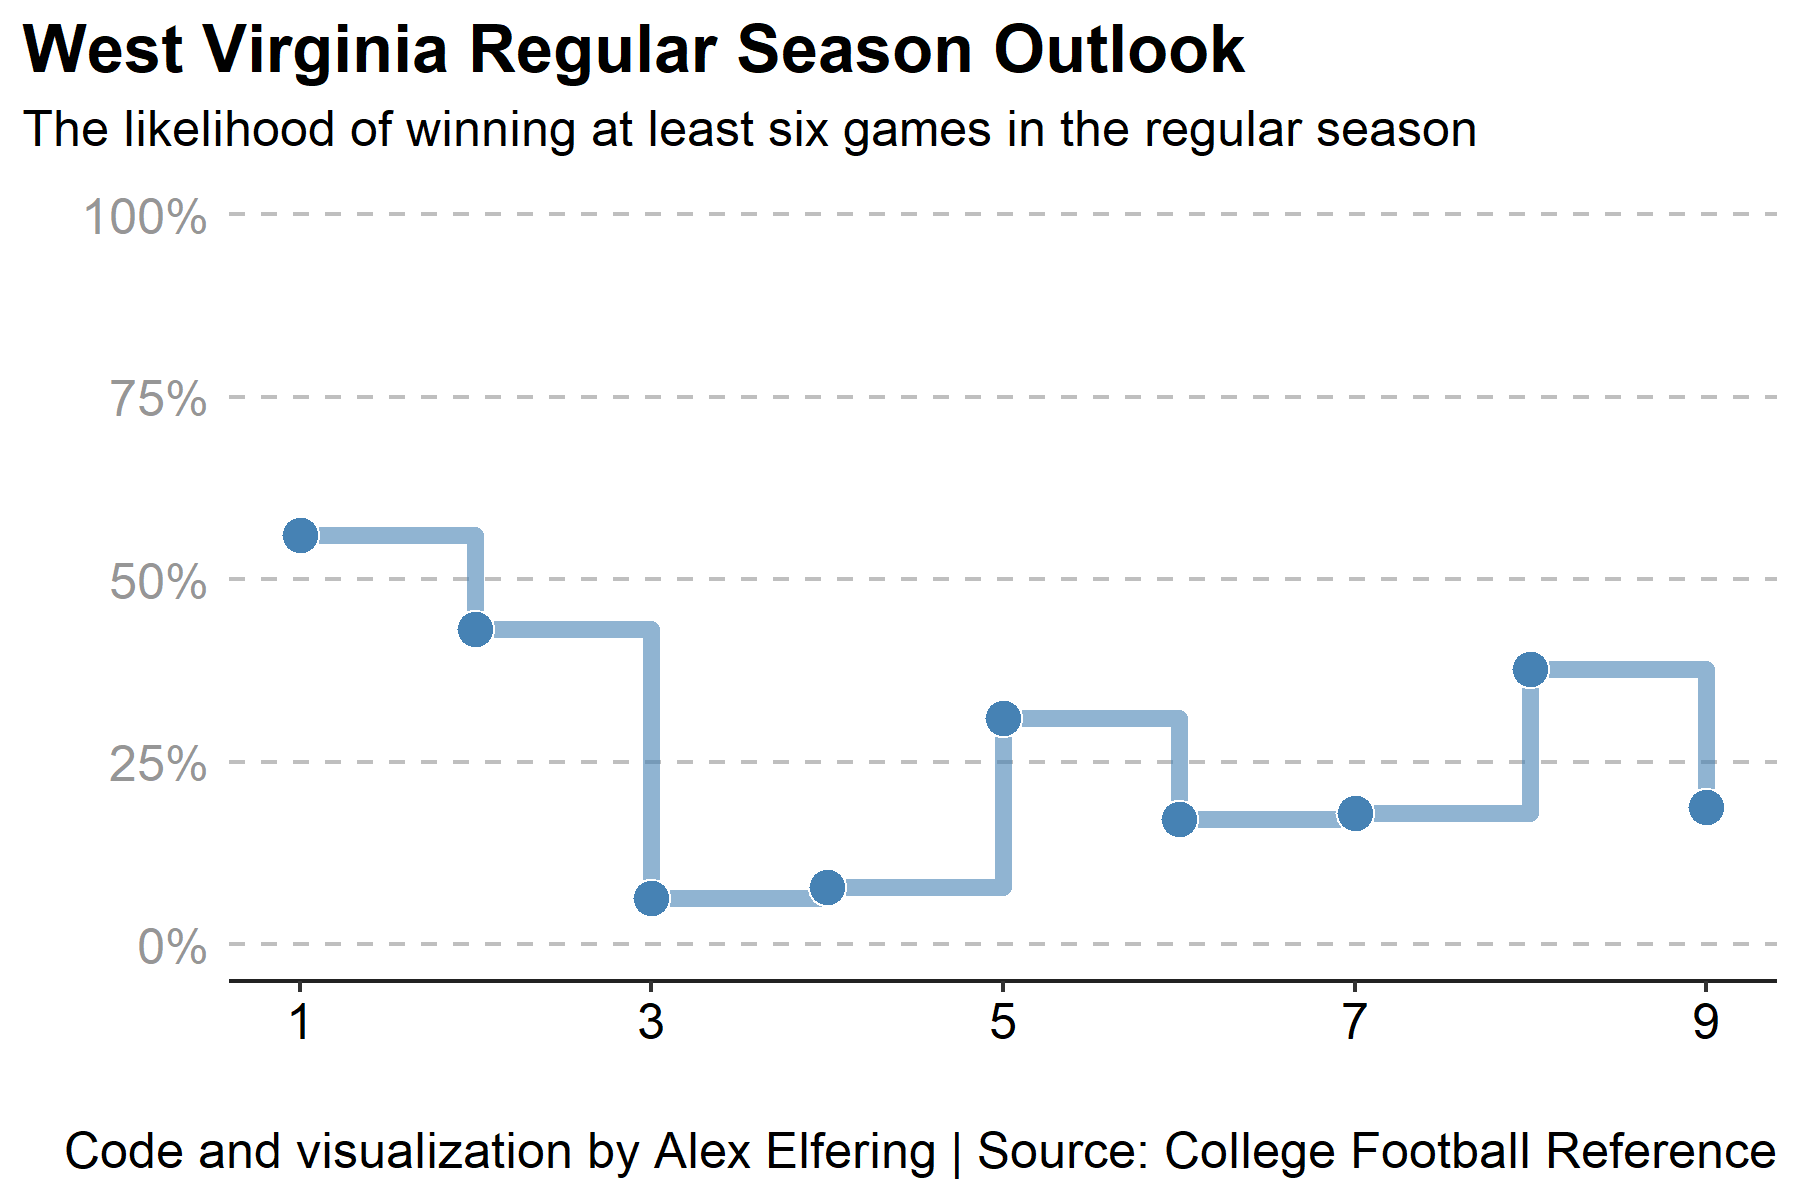 West Virginia Regular Season Outlook
The likelihood of winning at least six games in the regular season
100%
75%
50%
25%
0%
1 3 5 7 9
Code and visualization by Alex Elfering | Source: College Football Reference